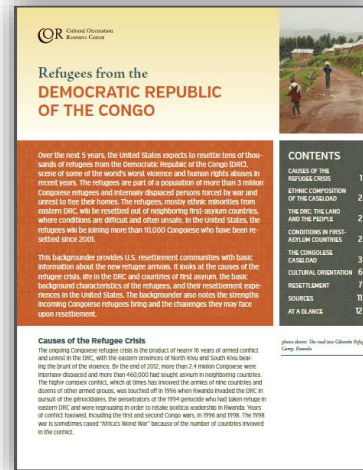 COR Cultural Orientation
Resource Center
Refugees from the
DEMOCRATIC REPUBLIC
OF THE CONGO
Over the next 5 years, the United States expects to resettle tens of thou-
sands of refugees from the Democratic Republic of the Congo (DRC),
scene of some of the world's worst violence and human rights abuses in
recent years. The refugees are part of a population of more than 3 million
Congolese refugees and internally displaced persons forced by war and
unrest to flee their homes. The refugees, mostly ethnic minorities from
eastern DRC, will be resettled out of neighboring first-asylum countries,
where conditions are difficult and often unsafe. In the United States, the
refugees will be joining more than 10,000 Congolese who have been re-
settled since 2001.
This backgrounder provides U.S. resettlement communities with basic
information about the new refugee arrivals. It looks at the causes of the
refugee crisis, life in the DRC and countries of first asylum, the basic
background characteristics of the refugees, and their resettlement expe-
riences in the United States. The backgrounder also notes the strengths
incoming Congolese refugees bring and the challenges they may face
upon resettlement.
Causes of the Refugee Crisis
The ongoing Congolese refugee crisis is the product of nearly 16 years of armed conflict
and unrest in the DRC, with the eastern provinces of North Kivu and South Kivu bear-
ing the brunt of the violence. By the end of 2012, more than 2.4 million Congolese were
internally displaced and more than 460,000 had sought asylum in neighboring countries.
The highly complex conflict, which at times has involved the armies of nine countries and
dozens of other armed groups, was touched off in 1996 when Rwanda invaded the DRC in
pursuit of the génocidaires, the perpetrators of the 1994 genocide who had taken refuge in
eastern DRC and were regrouping in order to retake political leadership in Rwanda. Years
of conflict followed, including the first and second Congo wars, in 1996 and 1998. The 1998
war is sometimes called "Africa's World War" because of the number of countries involved
in the conflict.
CONTENTS
CAUSES OF THE
REFUGEE CRISIS 1
ETHNIC COMPOSITION
OF THE CASELOAD 2
THE DRC: THE LAND
AND THE PEOPLE 2
CONDITIONS IN FIRST-
ASYLUM COUNTRIES 2
THE CONGOLESE
CASELOAD 3
CULTURAL ORIENTATION 6
RESETTLEMENT 7
SOURCES 11
AT A GLANCE 12
photo above: The road into Gihembe Refu
Camp, Rwanda